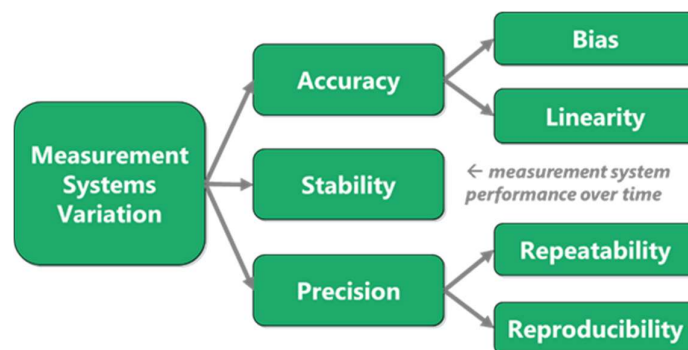 Measurement
Systems
Variation
Accuracy
Bias
Linearity
Stability
← measurement system
performance over time
Precision
Repeatability
Reproducibility